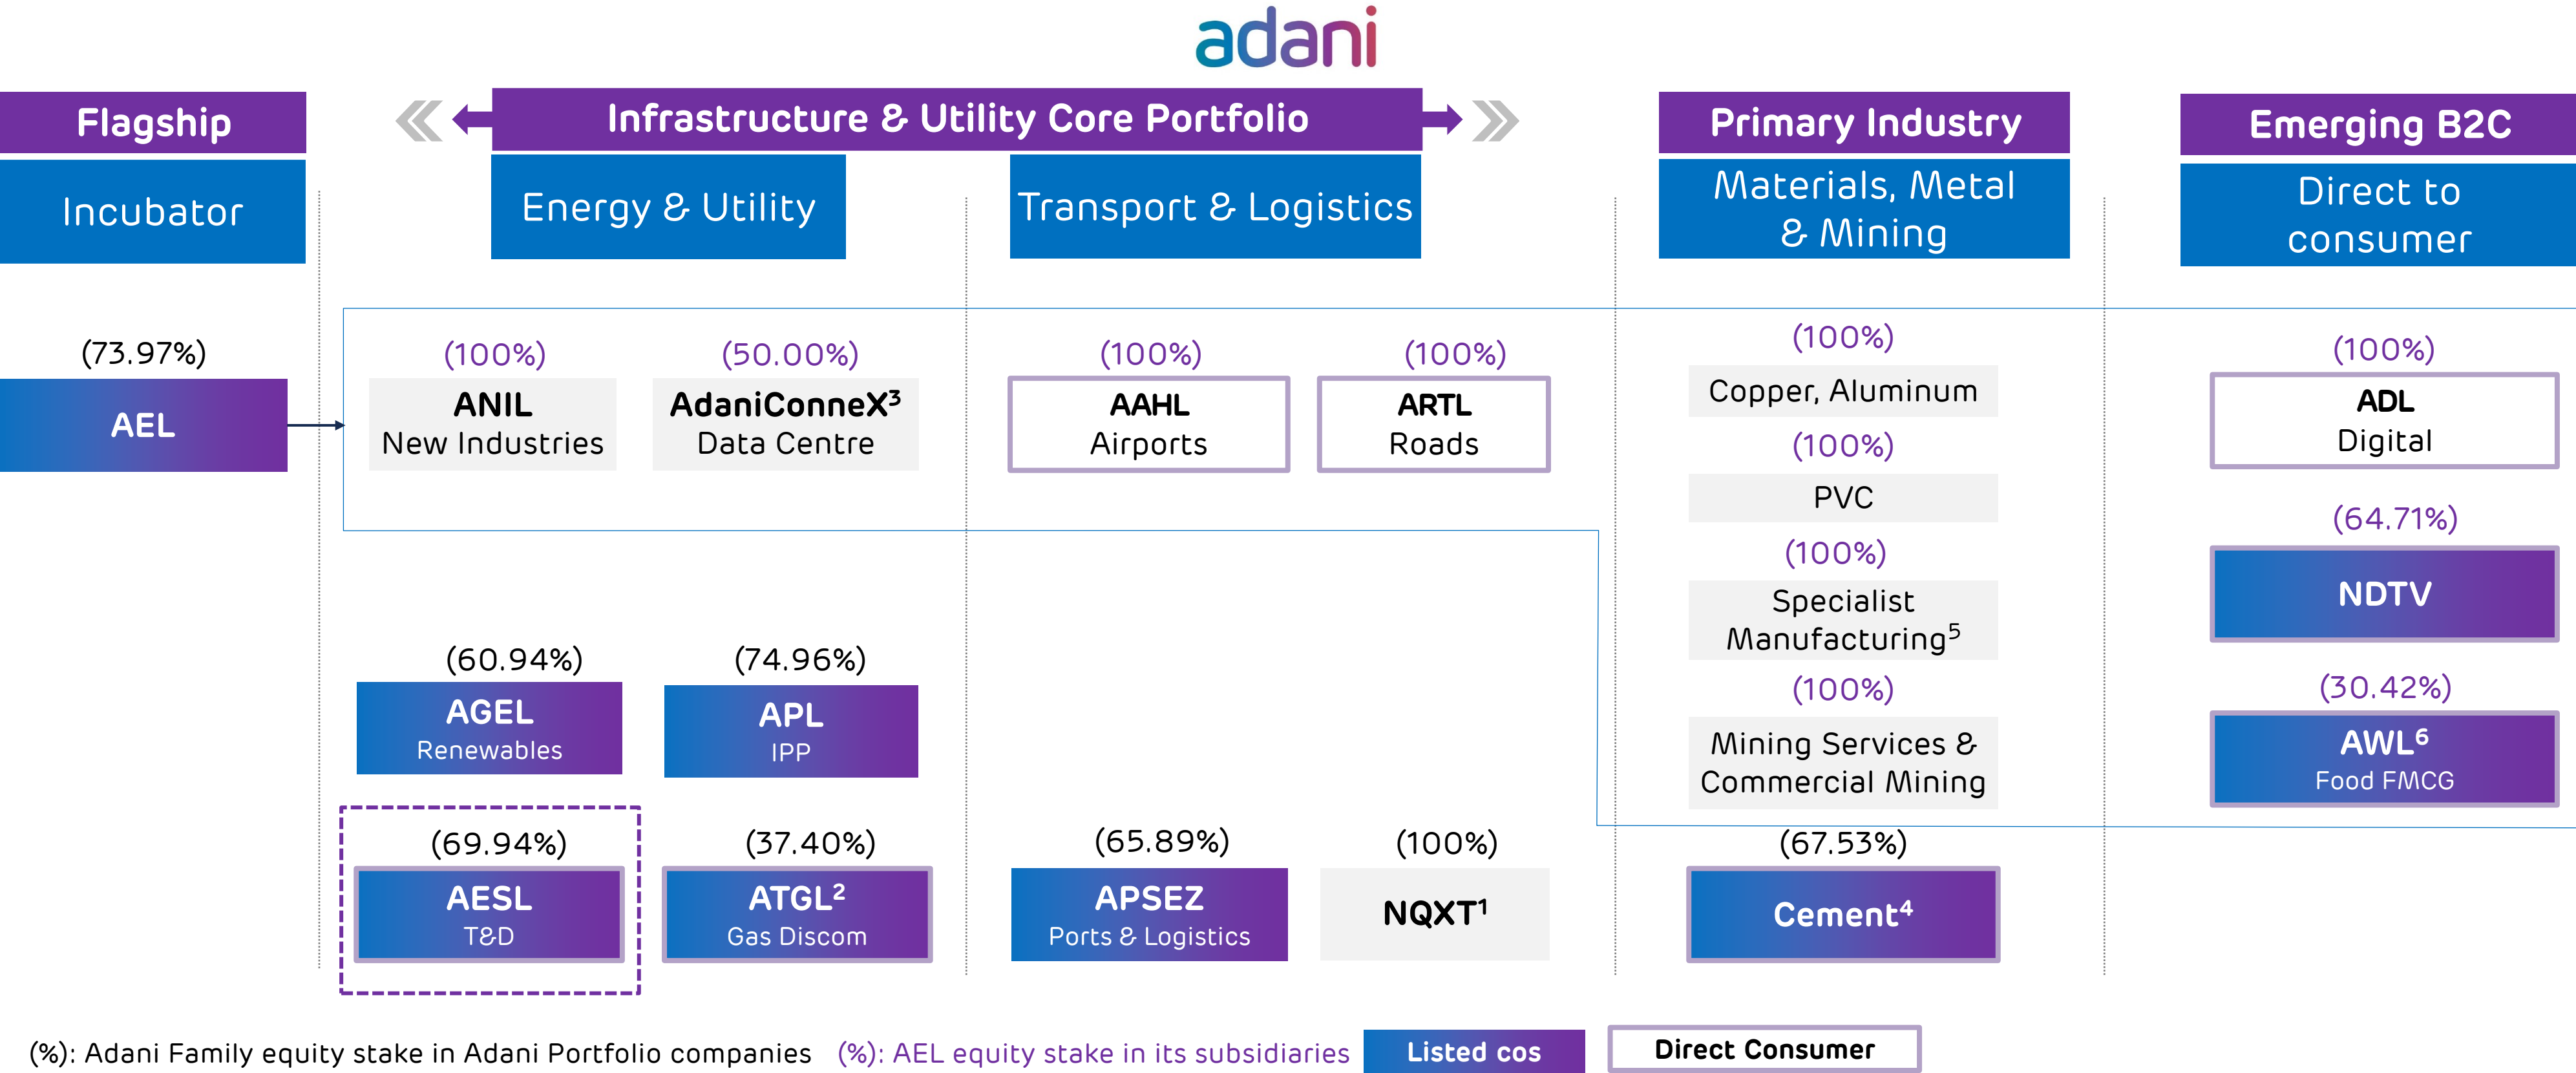 adani
Flagship
Infrastructure & Utility Core Portfolio
Primary Industry
Emerging B2C
Incubator
Energy & Utility
Transport & Logistics
Materials, Metal
& Mining
Direct to
consumer
(73.97%)
AEL
(100%)
ANIL
New Industries
(50.00%)
AdaniConneX³
Data Centre
(100%)
AAHL
Airports
(100%)
ARTL
Roads
(100%)
Copper, Aluminum
(100%)
PVC
(100%)
Specialist
Manufacturing⁵
(100%)
Mining Services &
Commercial Mining
(100%)
ADL
Digital
(64.71%)
NDTV
(30.42%)
AWL⁶
Food FMCG
(60.94%)
AGEL
Renewables
(74.96%)
APL
IPP
(69.94%)
AESL
T&D
(37.40%)
ATGL²
Gas Discom
(65.89%)
APSEZ
Ports & Logistics
(100%)
NQXT¹
(67.53%)
Cement⁴
(%): Adani Family equity stake in Adani Portfolio companies
(%): AEL equity stake in its subsidiaries
Listed cos
Direct Consumer